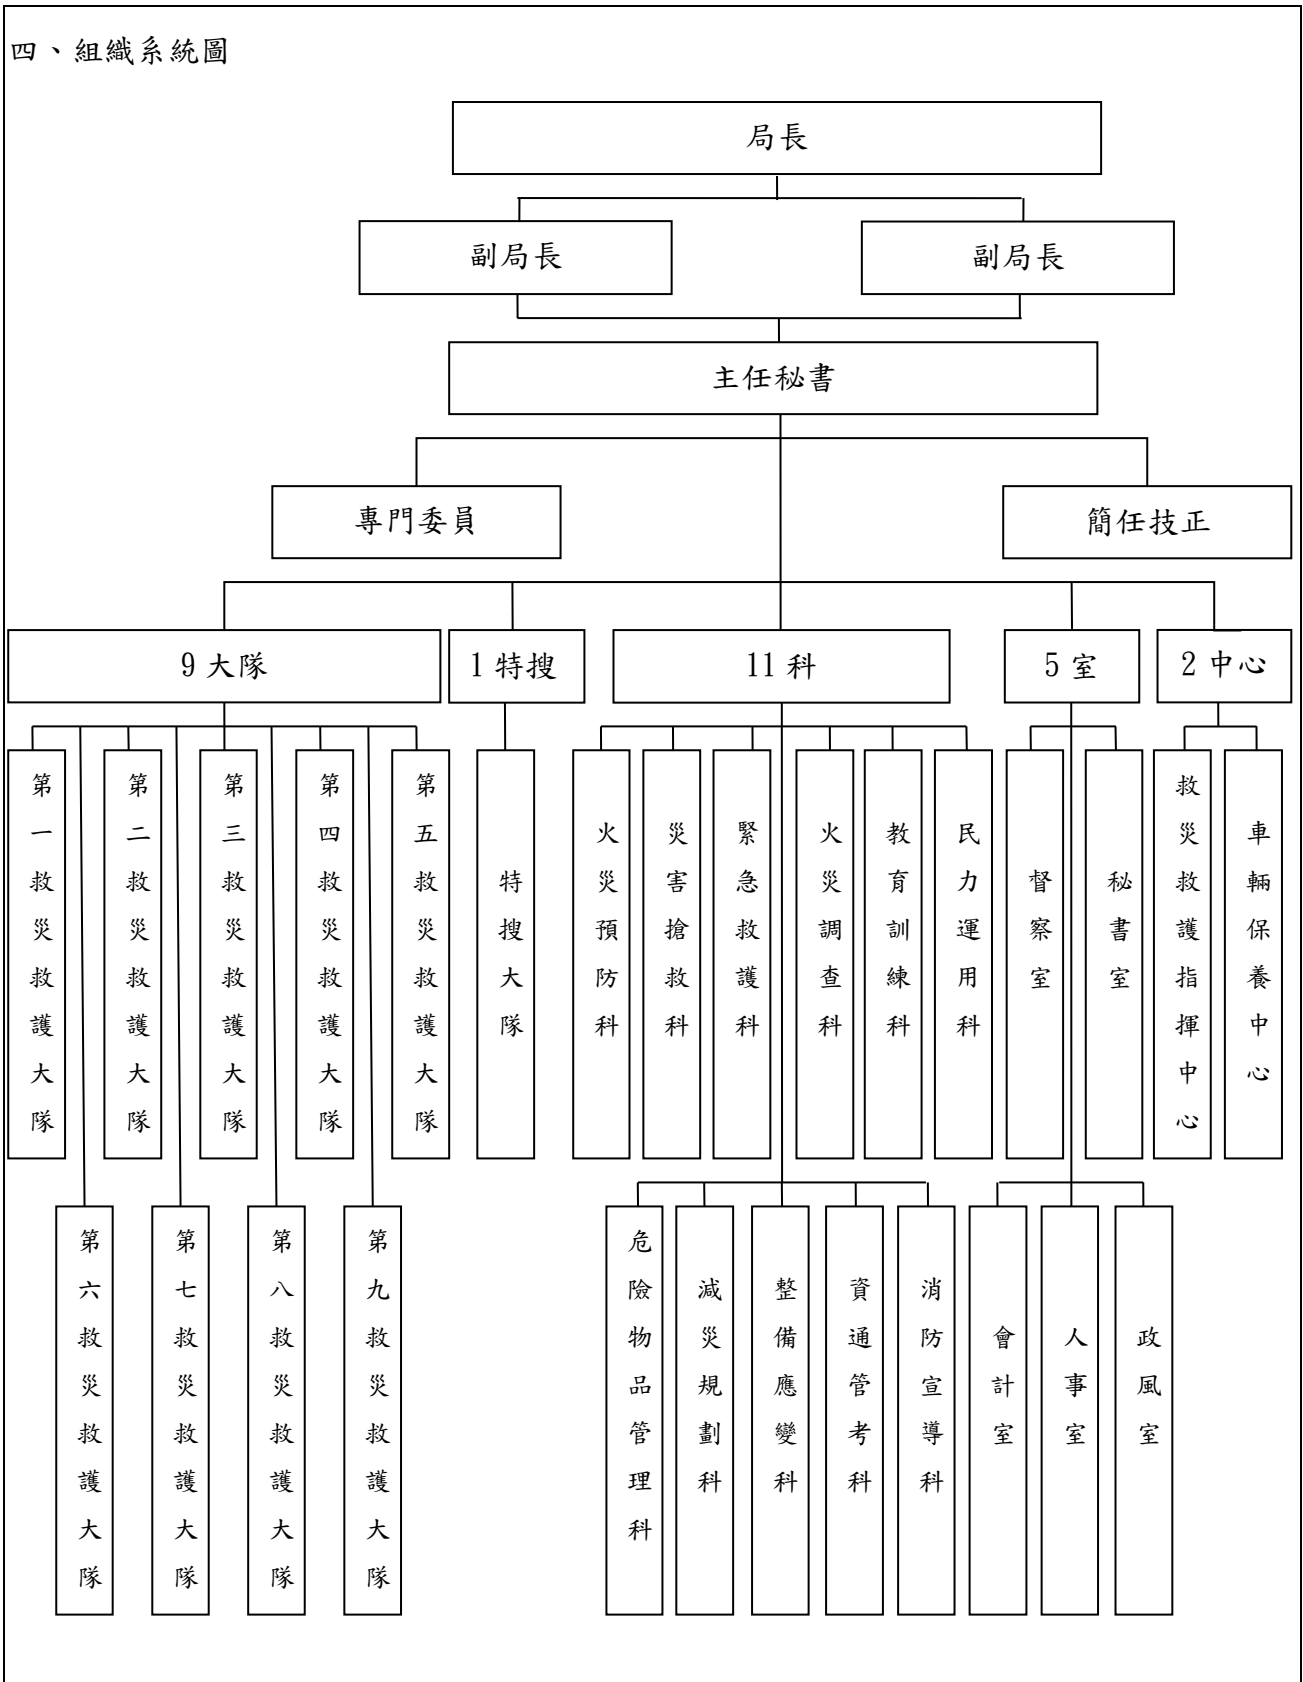 四、組織系統圖
局長
副局長
副局長
主任秘書
專門委員
簡任技正
9大隊
1特搜
11科
5室
2中心
第一救災救護大隊
第二救災救護大隊
第三救災救護大隊
第四救災救護大隊
第五救災救護大隊
特搜大隊
火災預防科
災害搶救科
緊急救護科
火災調查科
教育訓練科
民力運用科
督察室
秘書室
救災救護指揮中心
車輛保養中心
第六救災救護大隊
第七救災救護大隊
第八救災救護大隊
第九救災救護大隊
危險物品管理科
減災規劃科
整備應變科
資通管考科
消防宣導科
會計室
人事室
政風室